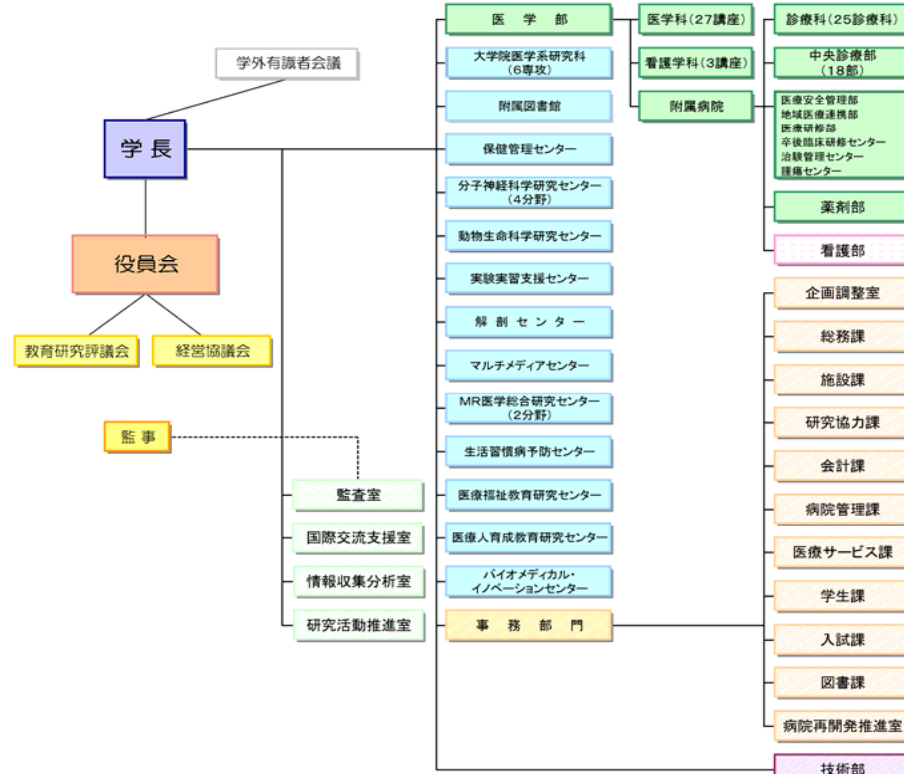 学外有識者会議
学長
役員会
教育研究評議会
経営協議会
監事
監査室
国際交流支援室
情報収集分析室
研究活動推進室
医学部
大学院医学系研究科
(6専攻)
附属図書館
保健管理センター
分子神経科学研究センター
(4分野)
動物生命科学研究センター
実験実習支援センター
解剖センター
マルチメディアセンター
MR医学総合研究センター
(2分野)
生活習慣病予防センター
医療福祉教育研究センター
医療人育成教育研究センター
バイオメディカル・
イノベーションセンター
事務部門
医学科(27講座)
看護学科(3講座)
附属病院
診療科(25診療科)
中央診療部
(18部)
医療安全管理部
地域医療連携部
医療研修部
卒後臨床研修センター
治験管理センター
腫瘍センター
薬剤部
看護部
企画調整室
総務課
施設課
研究協力課
会計課
病院管理課
医療サービス課
学生課
入試課
図書課
病院再開発推進室
技術部